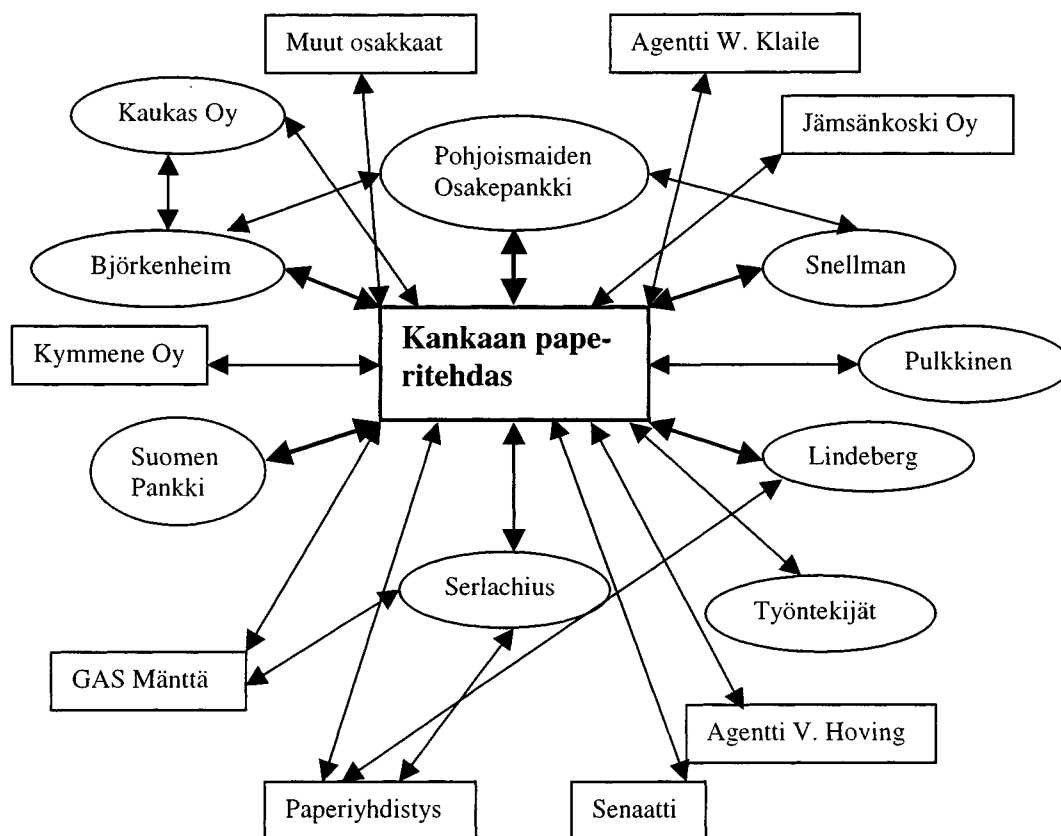 Muut osakkaat
Agentti W. Klaile
Kaukas Oy
Jämsänkoski Oy
Pohjoismaiden
Osakepankki
Björkenheim
Snellman
Kankaan pape-
ritehdas
Kymmene Oy
Pulkkinen
Suomen
Pankki
Lindeberg
Serlachius
Työntekijät
GAS Mänttä
Agentti V. Hoving
Paperiyhdistys
Senaatti